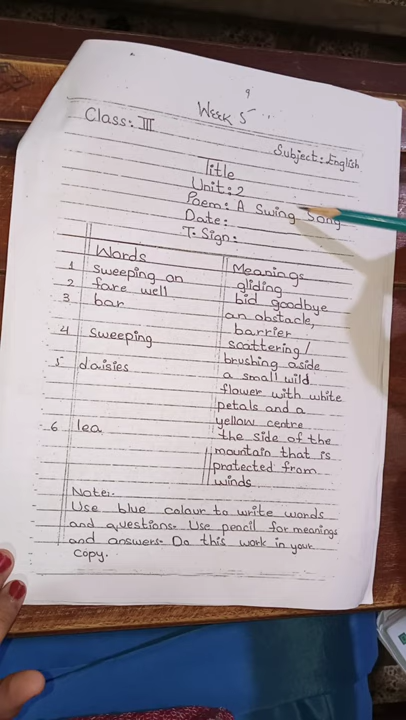 9
Week 5
Class: III
Subject: English
Title
Unit: 2
Poem: A Swing Song
Date:
T. Sign:
Words Meanings
1 sweeping on gliding
2 fare well bid goodbye
3 bar an obstacle,
barrier
4 sweeping scattering/
brushing aside
5 daisies a small wild
flower with white
petals and a
yellow centre
6 lea the side of the
mountain that is
protected from
winds
Note:-
Use blue colour to write words
and questions. Use pencil for meanings
and answers. Do this work in your
copy.